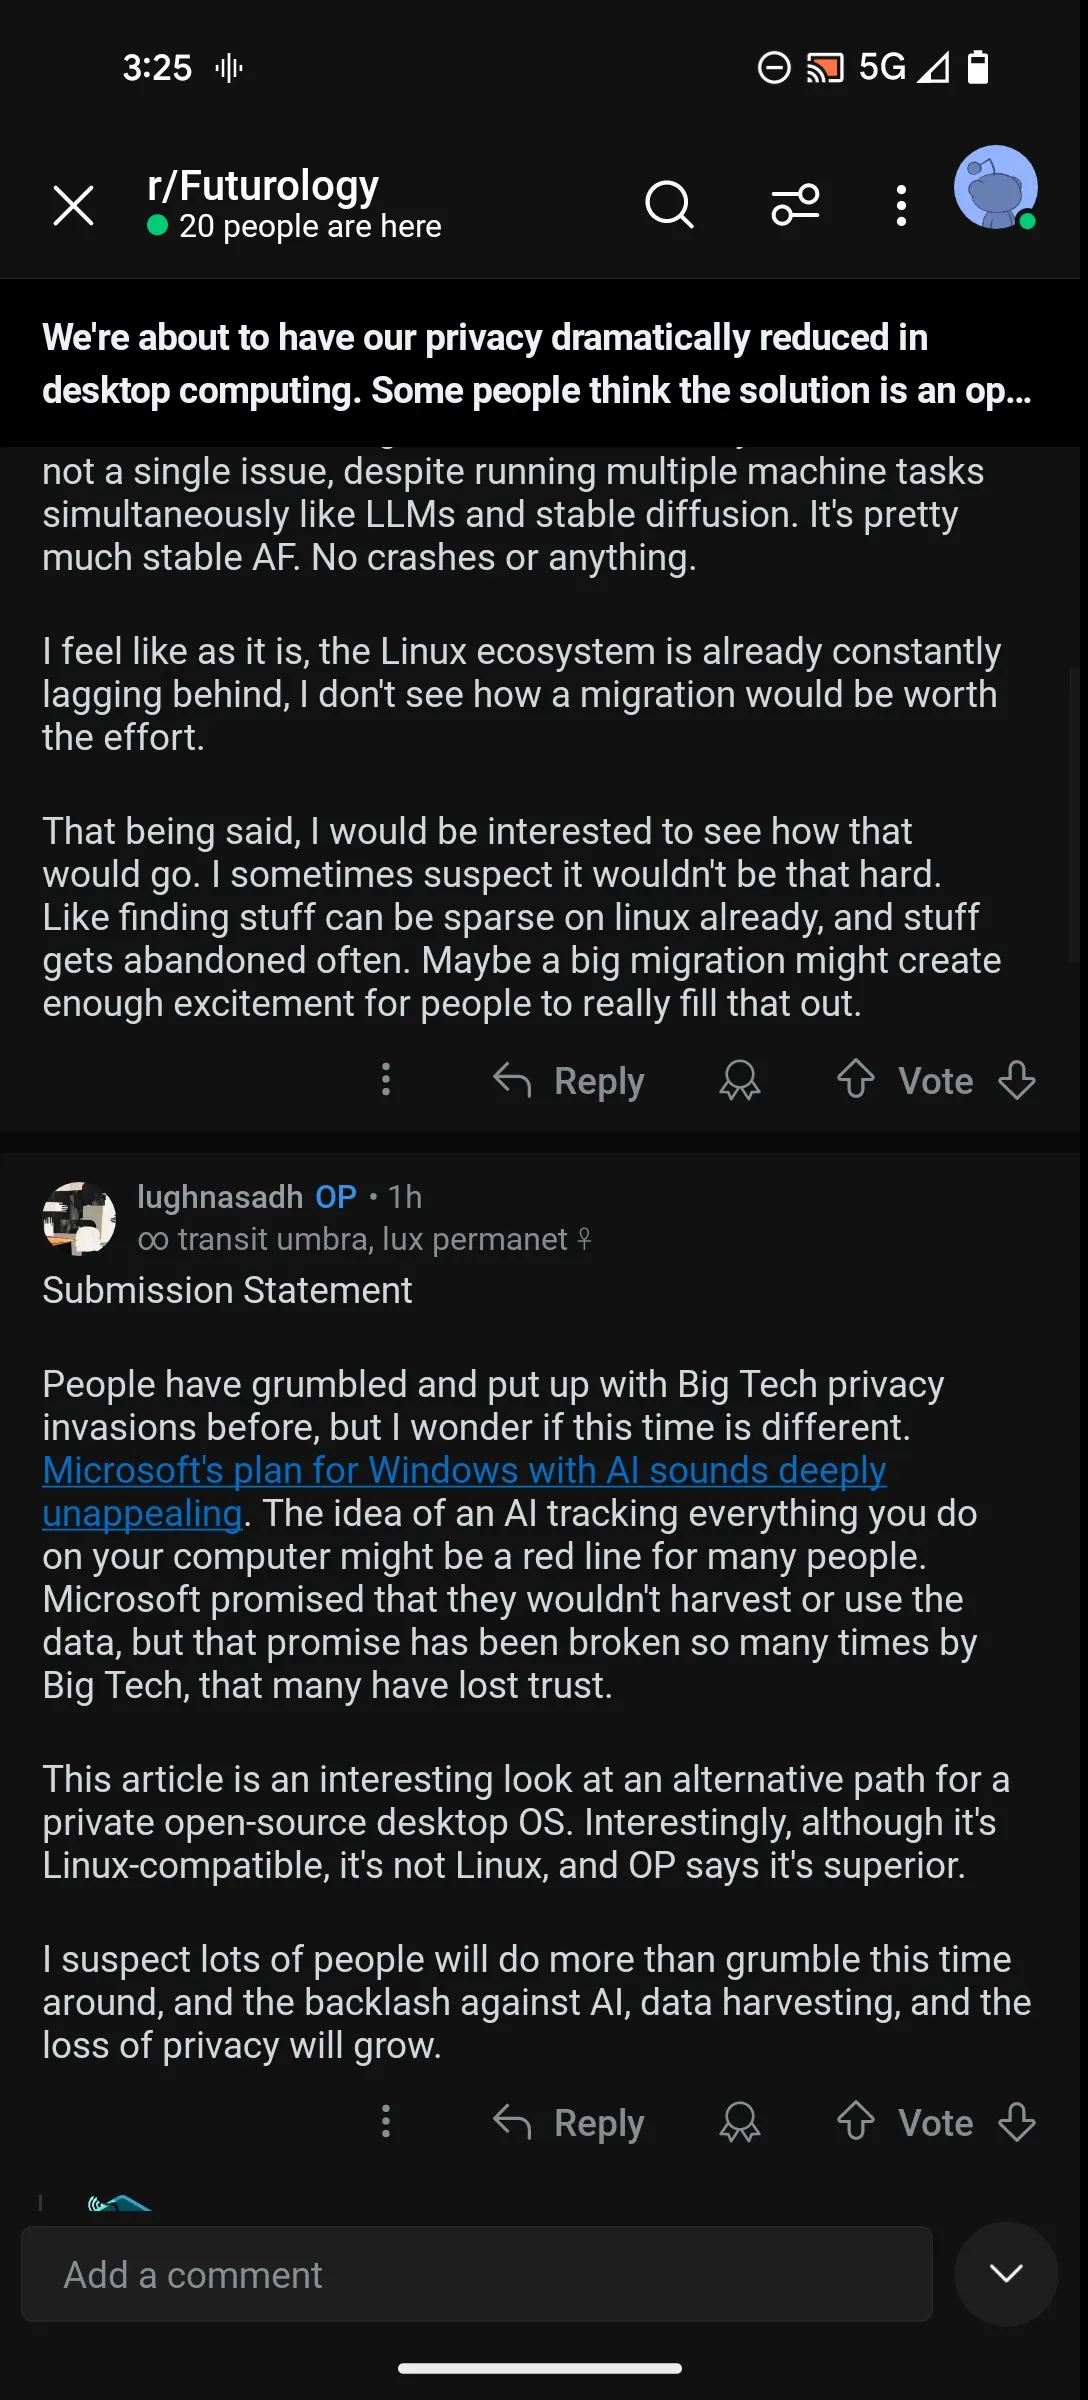 3:25
5G
r/Futurology
20 people are here
We're about to have our privacy dramatically reduced in
desktop computing. Some people think the solution is an op...
not a single issue, despite running multiple machine tasks
simultaneously like LLMs and stable diffusion. It's pretty
much stable AF. No crashes or anything.
I feel like as it is, the Linux ecosystem is already constantly
lagging behind, I don't see how a migration would be worth
the effort.
That being said, I would be interested to see how that
would go. I sometimes suspect it wouldn't be that hard.
Like finding stuff can be sparse on linux already, and stuff
gets abandoned often. Maybe a big migration might create
enough excitement for people to really fill that out.
Reply Vote
lughnasadh OP • 1h
∞ transit umbra, lux permanet ♀
Submission Statement
People have grumbled and put up with Big Tech privacy
invasions before, but I wonder if this time is different.
Microsoft's plan for Windows with AI sounds deeply
unappealing. The idea of an AI tracking everything you do
on your computer might be a red line for many people.
Microsoft promised that they wouldn't harvest or use the
data, but that promise has been broken so many times by
Big Tech, that many have lost trust.
This article is an interesting look at an alternative path for a
private open-source desktop OS. Interestingly, although it's
Linux-compatible, it's not Linux, and OP says it's superior.
I suspect lots of people will do more than grumble this time
around, and the backlash against AI, data harvesting, and the
loss of privacy will grow.
Reply Vote
Add a comment